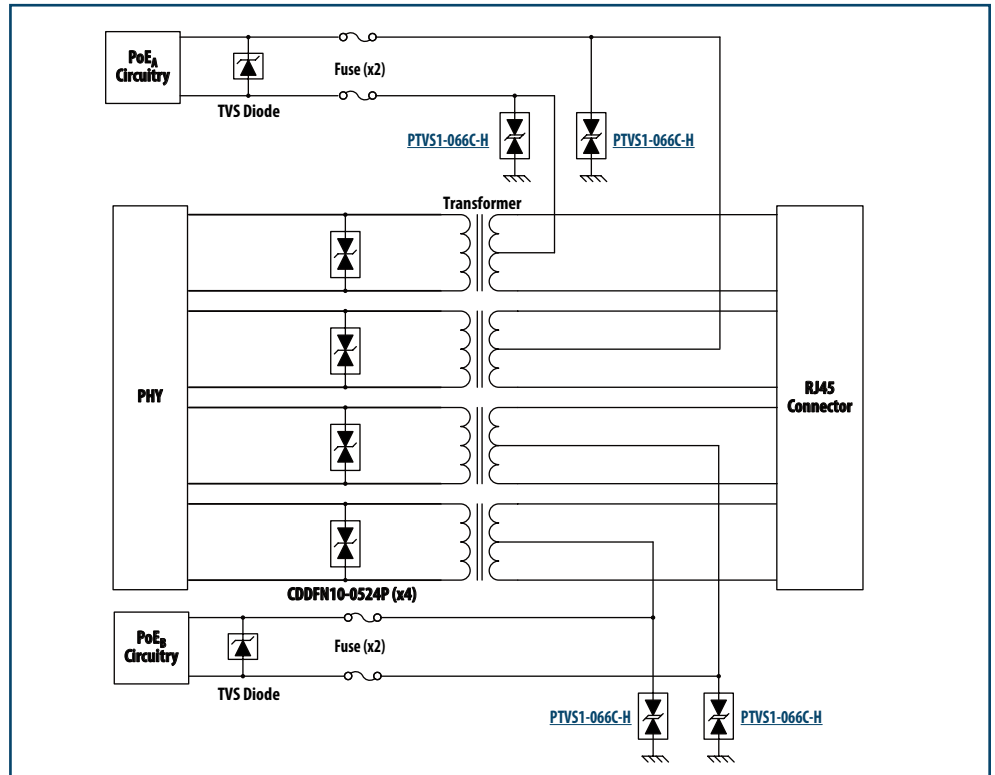 PoEA
Circuitry
Fuse (x2)
TVS Diode
PTVS1-066C-H
PTVS1-066C-H
Transformer
PHY
RJ45
Connector
CDDFN10-0524P (x4)
PoEB
Circuitry
Fuse (x2)
TVS Diode
PTVS1-066C-H
PTVS1-066C-H